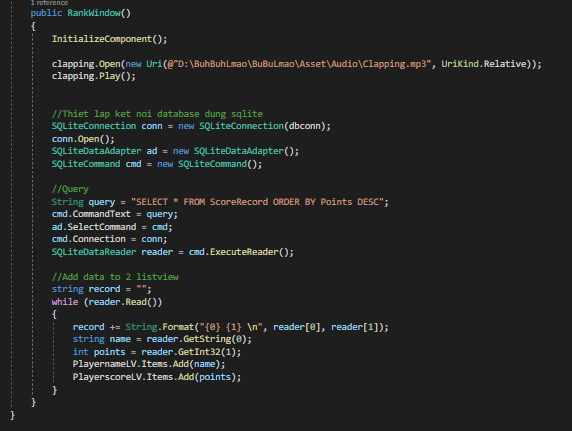 1 reference
public RankWindow()
{
InitializeComponent();
clapping.Open(new Uri(@"D:\BuhBuhLmao\BuBuLmao\Asset\Audio\Clapping.mp3", UriKind.Relative));
clapping.Play();
//Thiet lap ket noi database dung sqlite
SQLiteConnection conn = new SQLiteConnection(dbconn);
conn.Open();
SQLiteDataAdapter ad = new SQLiteDataAdapter();
SQLiteCommand cmd = new SQLiteCommand();
//Query
String query = "SELECT * FROM ScoreRecord ORDER BY Points DESC";
cmd.CommandText = query;
ad.SelectCommand = cmd;
cmd.Connection = conn;
SQLiteDataReader reader = cmd.ExecuteReader();
//Add data to 2 listview
string record = "";
while (reader.Read())
{
record += String.Format("{0} {1} \n", reader[0], reader[1]);
string name = reader.GetString(0);
int points = reader.GetInt32(1);
PlayernameLV.Items.Add(name);
PlayerscoreLV.Items.Add(points);
}
}
}